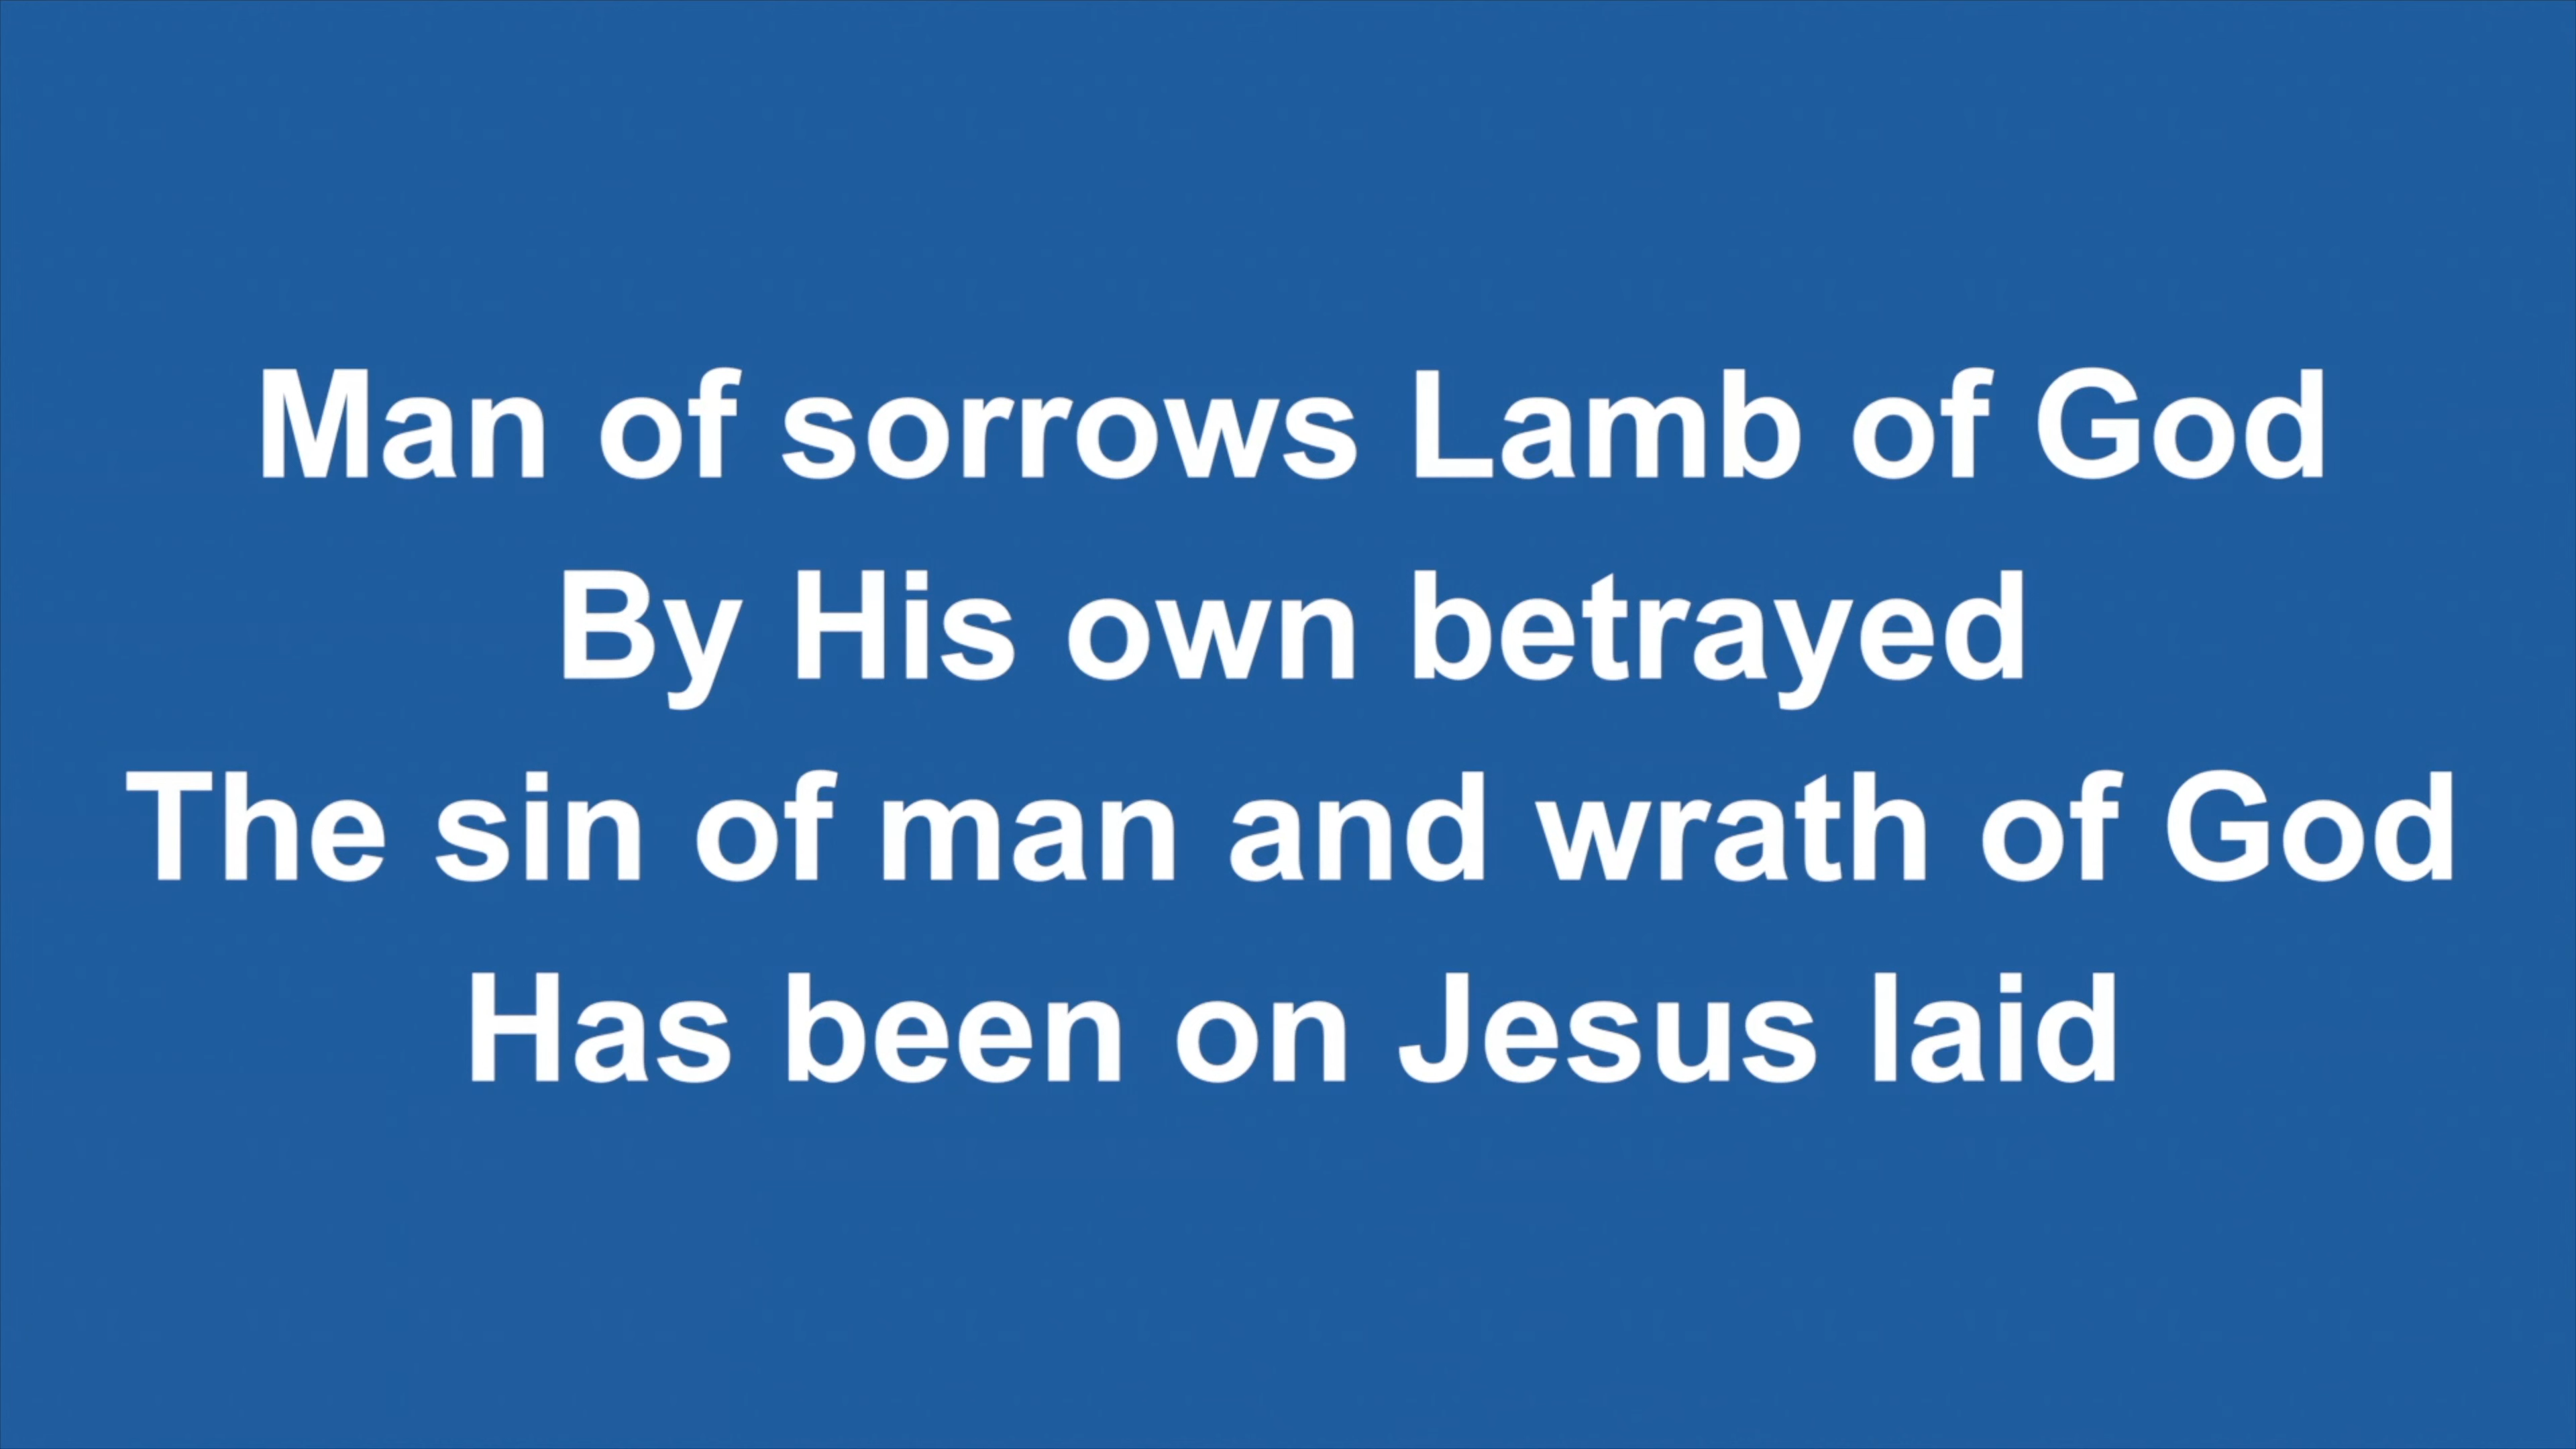 Man of sorrows Lamb of God
By His own betrayed
The sin of man and wrath of God
Has been on Jesus laid